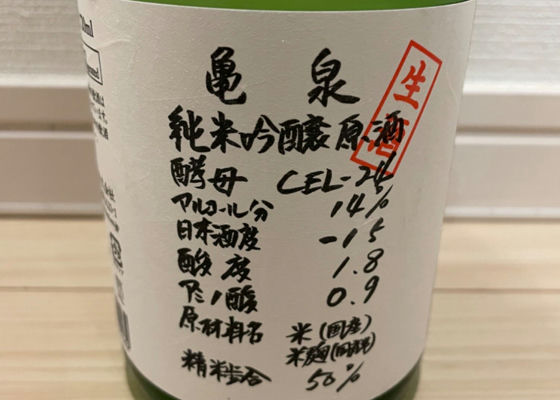 亀泉
生酒
純米吟醸原酒
酵母 CEL-24
アルコール分 14%
日本酒度 -15
酸度 1.8
アミノ酸 0.9
原材料名 米(国産)
米麹(国産米)
精米歩合 50%